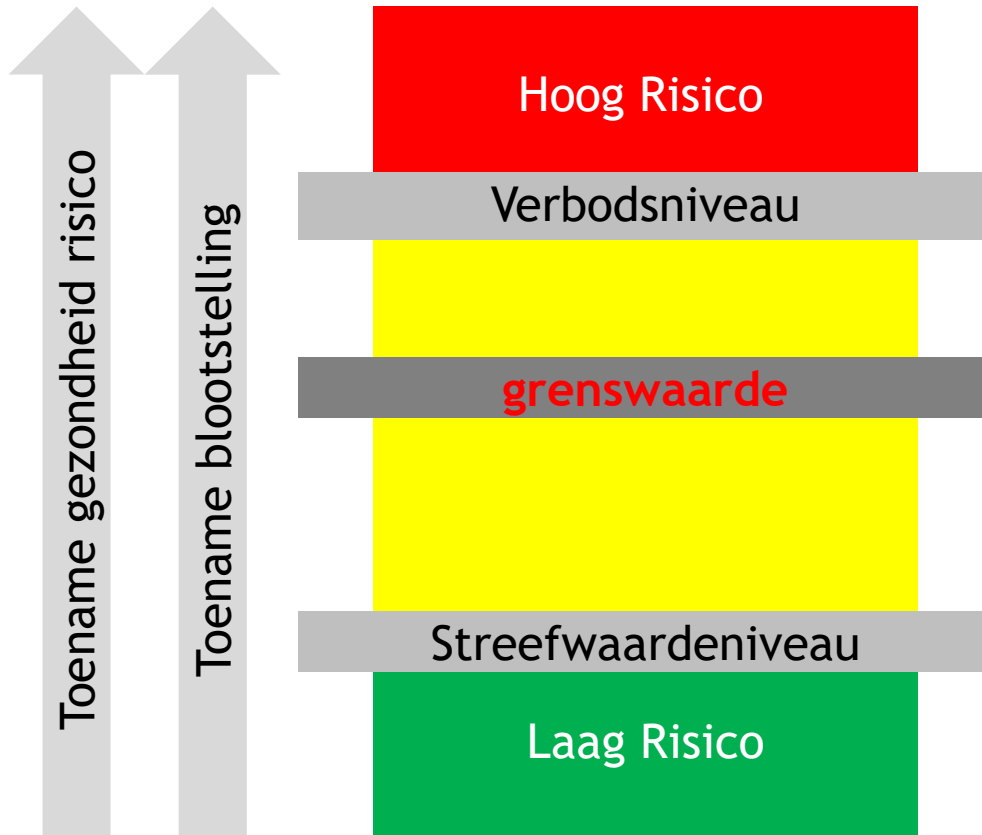 Toename gezondheid risico
Toename blootstelling
Hoog Risico
Verbodsniveau
grenswaarde
Streefwaardeniveau
Laag Risico